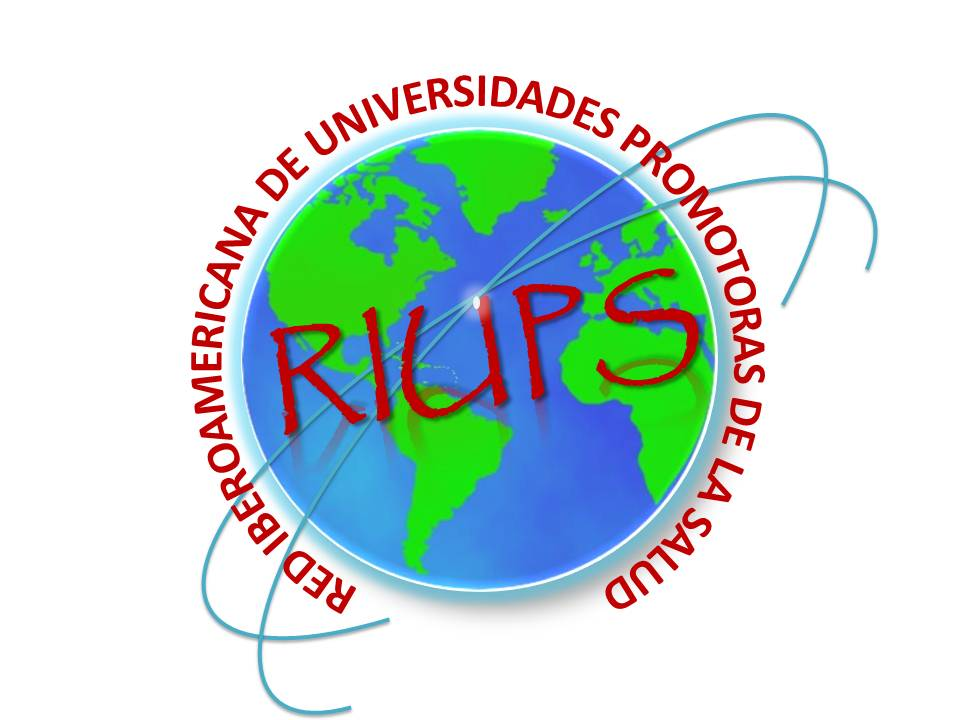 RED IBEROAMERICANA DE UNIVERSIDADES PROMOTORAS DE LA SALUD
RIUPS